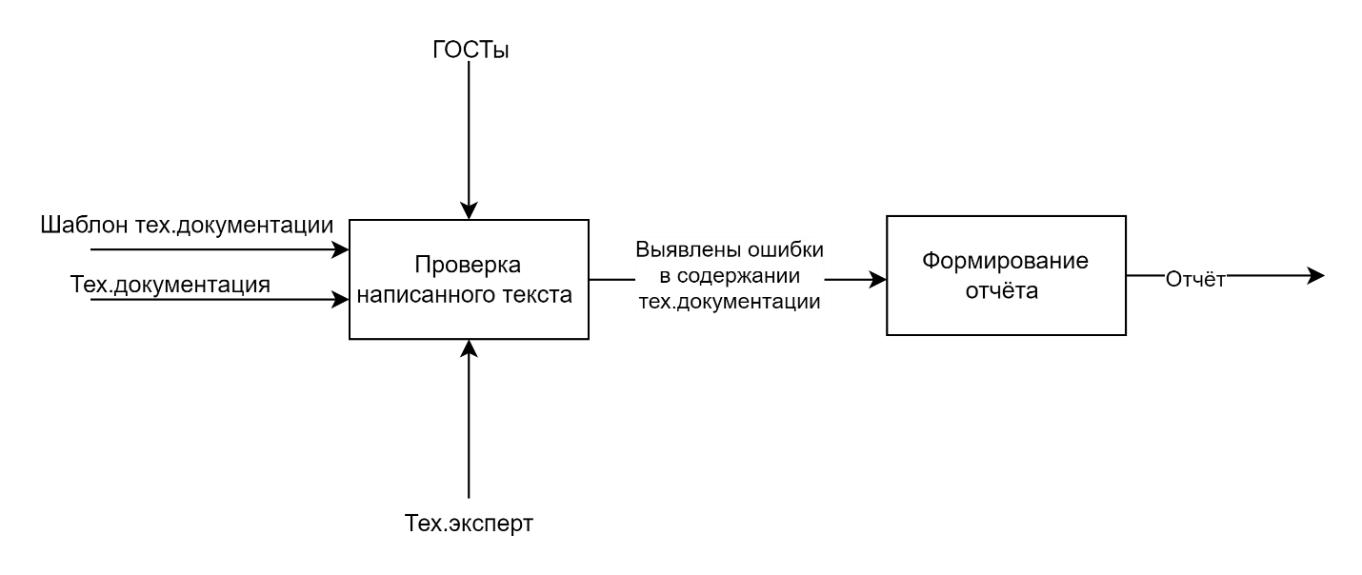 ГОСТы
Шаблон тех.документации
Тех.документация
Проверка
написанного текста
Выявлены ошибки
в содержании
тех.документации
Формирование
отчёта
Отчёт
Тех.эксперт